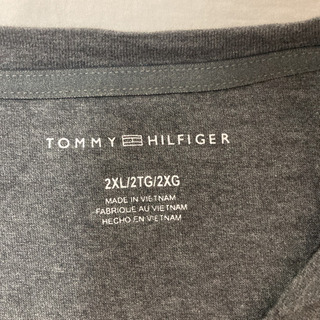 TOMMY HILFIGER
2XL/2TG/2XG
MADE IN VIETNAM
FABRIQUE AU VIETNAM
HECHO EN VIETNAM